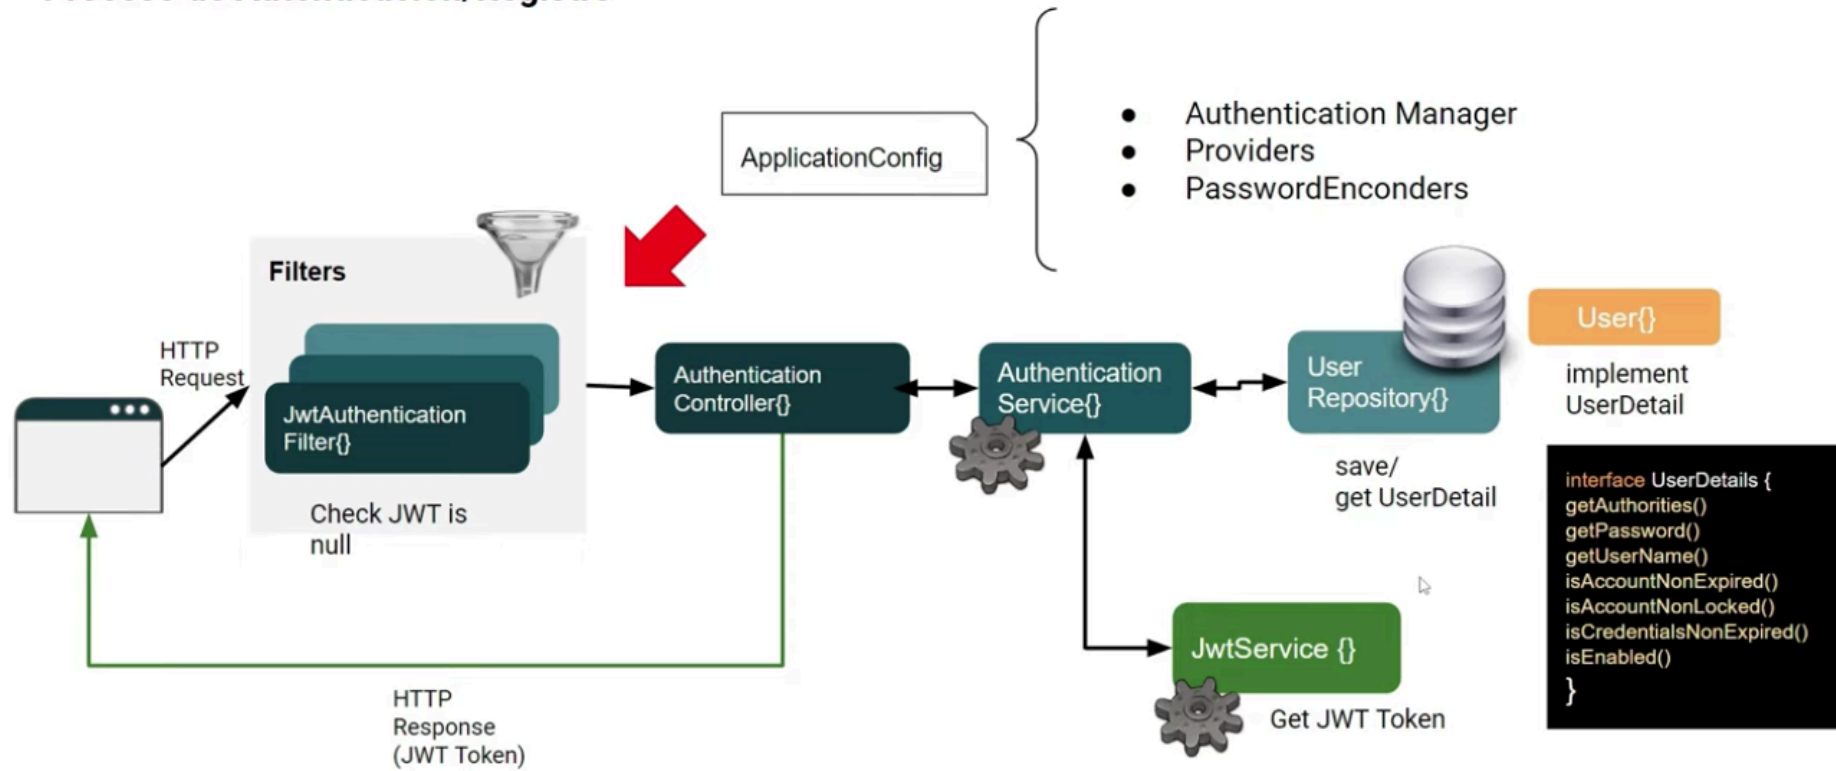 ApplicationConfig
● Authentication Manager
● Providers
● PasswordEnconders
Filters
HTTP
Request
JwtAuthentication
Filter{}
Check JWT is
null
Authentication
Controller{}
Authentication
Service{}
User
Repository{}
save/
get UserDetail
User{}
implement
UserDetail
interface UserDetails {
getAuthorities()
getPassword()
getUserName()
isAccountNonExpired()
isAccountNonLocked()
isCredentialsNonExpired()
isEnabled()
}
JwtService {}
Get JWT Token
HTTP
Response
(JWT Token)